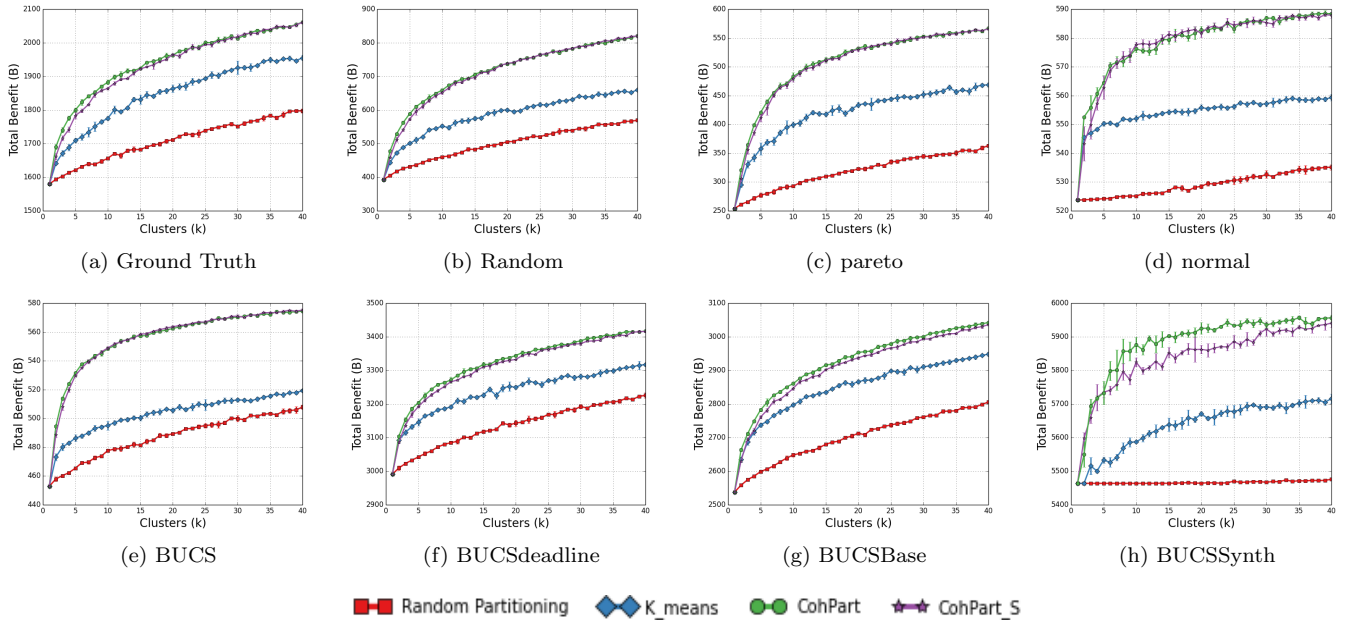 2100
2000
1900
1800
1700
1600
1500
0 5 10 15 20 25 30 35 40
Total Benefit (B)
Clusters (k)
(a) Ground Truth
900
800
700
600
500
400
300
0 5 10 15 20 25 30 35 40
Total Benefit (B)
Clusters (k)
(b) Random
600
550
500
450
400
350
300
250
0 5 10 15 20 25 30 35 40
Total Benefit (B)
Clusters (k)
(c) pareto
590
580
570
560
550
540
530
520
0 5 10 15 20 25 30 35 40
Total Benefit (B)
Clusters (k)
(d) normal
580
560
540
520
500
480
460
440
0 5 10 15 20 25 30 35 40
Total Benefit (B)
Clusters (k)
(e) BUCS
3500
3400
3300
3200
3100
3000
2900
0 5 10 15 20 25 30 35 40
Total Benefit (B)
Clusters (k)
(f) BUCSdeadline
3100
3000
2900
2800
2700
2600
2500
0 5 10 15 20 25 30 35 40
Total Benefit (B)
Clusters (k)
(g) BUCSBase
6000
5900
5800
5700
5600
5500
5400
0 5 10 15 20 25 30 35 40
Total Benefit (B)
Clusters (k)
(h) BUCSSynth
Random Partitioning K_means CohPart CohPart_S